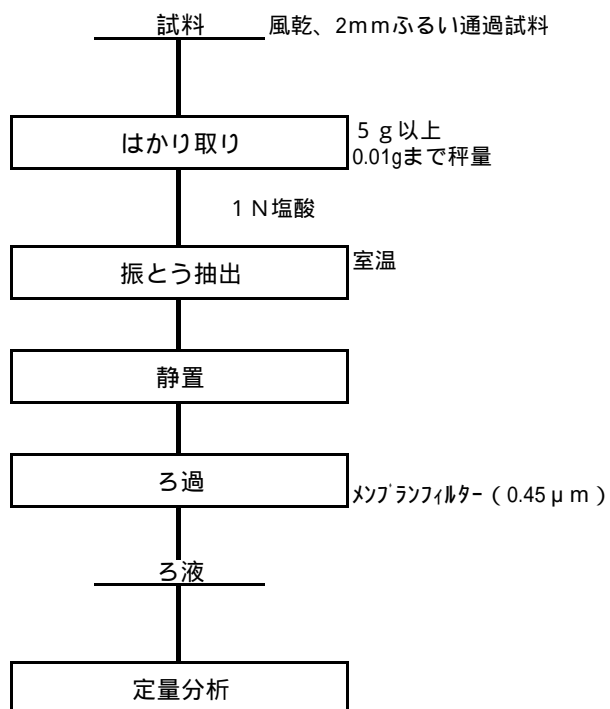 試料 風乾、2mmふるい通過試料
はかり取り
5g以上
0.01gまで秤量
1N塩酸
振とう抽出
室温
静置
ろ過
メンブランフィルター(0.45μm)
ろ液
定量分析